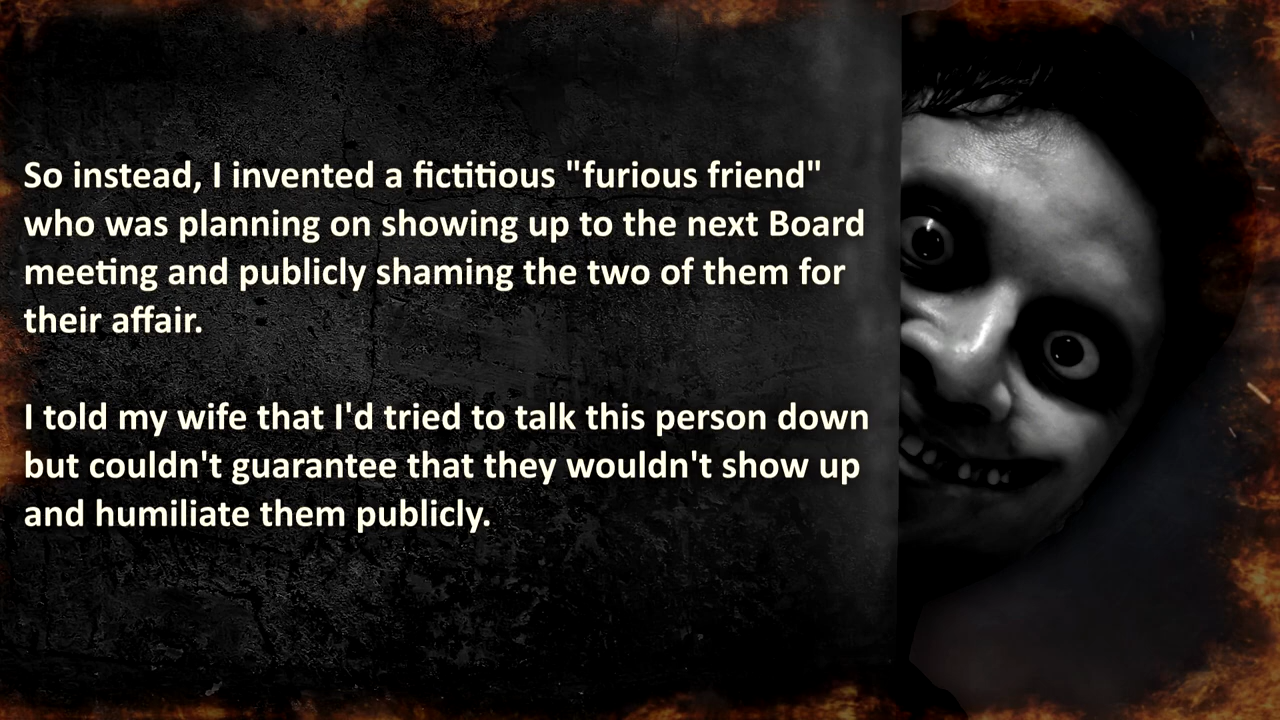 So instead, I invented a fictitious "furious friend"
who was planning on showing up to the next Board
meeting and publicly shaming the two of them for
their affair.
I told my wife that I'd tried to talk this person down
but couldn't guarantee that they wouldn't show up
and humiliate them publicly.